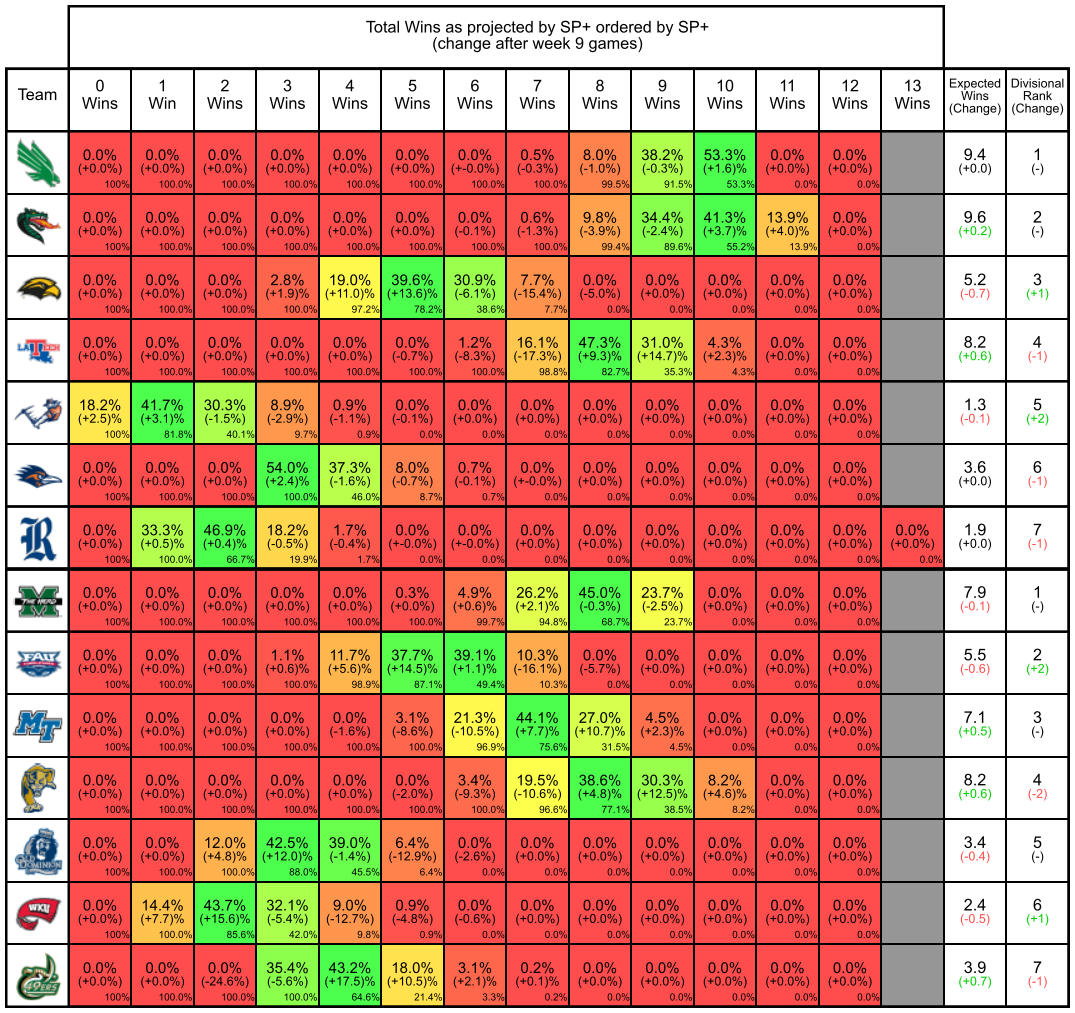 Total Wins as projected by SP+ ordered by SP+
(change after week 9 games)
Team 0 Wins 1 Win 2 Wins 3 Wins 4 Wins 5 Wins 6 Wins 7 Wins 8 Wins 9 Wins 10 Wins 11 Wins 12 Wins 13 Wins Expected Wins (Change) Divisional Rank (Change)
0.0% 0.0% 0.0% 0.0% 0.0% 0.0% 0.0% 0.5% 8.0% 38.2% 53.3% 0.0% 0.0% 9.4 1
(+0.0%) (+0.0%) (+0.0%) (+0.0%) (+0.0%) (+0.0%) (+-0.0%) (-0.3%) (-1.0%) (-0.3%) (+1.6%) (+0.0%) (+0.0%) (+0.0) (-)
100% 100.0% 100.0% 100.0% 100.0% 100.0% 100.0% 100.0% 99.5% 91.5% 53.3% 0.0% 0.0%
0.0% 0.0% 0.0% 0.0% 0.0% 0.0% 0.0% 0.6% 9.8% 34.4% 41.3% 13.9% 0.0% 9.6 2
(+0.0%) (+0.0%) (+0.0%) (+0.0%) (+0.0%) (+0.0%) (-0.1%) (-1.3%) (-3.9%) (-2.4%) (+3.7%) (+4.0%) (+0.0%) (+0.2) (-)
100% 100.0% 100.0% 100.0% 100.0% 100.0% 100.0% 100.0% 99.4% 89.6% 55.2% 13.9% 0.0%
0.0% 0.0% 0.0% 2.8% 19.0% 39.6% 30.9% 7.7% 0.0% 0.0% 0.0% 0.0% 0.0% 5.2 3
(+0.0%) (+0.0%) (+0.0%) (+1.9%) (+11.0)% (+13.6)% (-6.1%) (-15.4%) (-5.0%) (+0.0%) (+0.0%) (+0.0%) (+0.0%) (-0.7) (+1)
100% 100.0% 100.0% 100.0% 97.2% 78.2% 38.6% 7.7% 0.0% 0.0% 0.0% 0.0% 0.0%
LA TECH 0.0% 0.0% 0.0% 0.0% 0.0% 0.0% 1.2% 16.1% 47.3% 31.0% 4.3% 0.0% 0.0% 8.2 4
(+0.0%) (+0.0%) (+0.0%) (+0.0%) (+0.0%) (-0.7%) (-8.3%) (-17.3%) (+9.3)% (+14.7)% (+2.3)% (+0.0%) (+0.0%) (+0.6) (-1)
100% 100.0% 100.0% 100.0% 100.0% 100.0% 100.0% 98.8% 82.7% 35.3% 4.3% 0.0% 0.0%
18.2% 41.7% 30.3% 8.9% 0.9% 0.0% 0.0% 0.0% 0.0% 0.0% 0.0% 0.0% 0.0% 1.3 5
(+2.5)% (+3.1)% (-1.5%) (-2.9%) (-1.1%) (-0.1%) (+0.0%) (+0.0%) (+0.0%) (+0.0%) (+0.0%) (+0.0%) (+0.0%) (-0.1) (+2)
100% 81.8% 40.1% 9.7% 0.9% 0.0% 0.0% 0.0% 0.0% 0.0% 0.0% 0.0% 0.0%
0.0% 0.0% 0.0% 54.0% 37.3% 8.0% 0.7% 0.0% 0.0% 0.0% 0.0% 0.0% 0.0% 3.6 6
(+0.0%) (+0.0%) (+0.0%) (+2.4)% (-1.6%) (-0.7%) (-0.1%) (+-0.0%) (+0.0%) (+0.0%) (+0.0%) (+0.0%) (+0.0%) (+0.0) (-1)
100% 100.0% 100.0% 100.0% 46.0% 8.7% 0.7% 0.0% 0.0% 0.0% 0.0% 0.0% 0.0%
R 0.0% 33.3% 46.9% 18.2% 1.7% 0.0% 0.0% 0.0% 0.0% 0.0% 0.0% 0.0% 0.0% 0.0% 1.9 7
(+0.0%) (+0.5)% (+0.4)% (-0.5%) (-0.4%) (+-0.0%) (+-0.0%) (+0.0%) (+0.0%) (+0.0%) (+0.0%) (+0.0%) (+0.0%) (+0.0%) (+0.0) (-1)
100% 100.0% 66.7% 19.9% 1.7% 0.0% 0.0% 0.0% 0.0% 0.0% 0.0% 0.0% 0.0% 0.0%
THE HERD 0.0% 0.0% 0.0% 0.0% 0.0% 0.3% 4.9% 26.2% 45.0% 23.7% 0.0% 0.0% 0.0% 7.9 1
(+0.0%) (+0.0%) (+0.0%) (+0.0%) (+0.0%) (+0.0%) (+0.6)% (+2.1)% (-0.3%) (-2.5%) (+0.0%) (+0.0%) (+0.0%) (-0.1) (-)
100% 100.0% 100.0% 100.0% 100.0% 100.0% 99.7% 94.8% 68.7% 23.7% 0.0% 0.0% 0.0%
FAU 0.0% 0.0% 0.0% 1.1% 11.7% 37.7% 39.1% 10.3% 0.0% 0.0% 0.0% 0.0% 0.0% 5.5 2
(+0.0%) (+0.0%) (+0.0%) (+0.6)% (+5.6)% (+14.5)% (+1.1)% (-16.1%) (-5.7%) (+0.0%) (+0.0%) (+0.0%) (+0.0%) (-0.6) (+2)
100% 100.0% 100.0% 100.0% 98.9% 87.1% 49.4% 10.3% 0.0% 0.0% 0.0% 0.0% 0.0%
MT 0.0% 0.0% 0.0% 0.0% 0.0% 3.1% 21.3% 44.1% 27.0% 4.5% 0.0% 0.0% 0.0% 7.1 3
(+0.0%) (+0.0%) (+0.0%) (+0.0%) (-1.6%) (-8.6%) (-10.5%) (+7.7)% (+10.7)% (+2.3)% (+0.0%) (+0.0%) (+0.0%) (+0.5) (-)
100% 100.0% 100.0% 100.0% 100.0% 100.0% 96.9% 75.6% 31.5% 4.5% 0.0% 0.0% 0.0%
0.0% 0.0% 0.0% 0.0% 0.0% 0.0% 3.4% 19.5% 38.6% 30.3% 8.2% 0.0% 0.0% 8.2 4
(+0.0%) (+0.0%) (+0.0%) (+0.0%) (+0.0%) (-2.0%) (-9.3%) (-10.6%) (+4.8)% (+12.5)% (+4.6)% (+0.0%) (+0.0%) (+0.6) (-2)
100% 100.0% 100.0% 100.0% 100.0% 100.0% 100.0% 96.6% 77.1% 38.5% 8.2% 0.0% 0.0%
DOMINION 0.0% 0.0% 12.0% 42.5% 39.0% 6.4% 0.0% 0.0% 0.0% 0.0% 0.0% 0.0% 0.0% 3.4 5
(+0.0%) (+0.0%) (+4.8)% (+12.0)% (-1.4%) (-12.9%) (-2.6%) (+0.0%) (+0.0%) (+0.0%) (+0.0%) (+0.0%) (+0.0%) (-0.4) (-)
100% 100.0% 100.0% 88.0% 45.5% 6.4% 0.0% 0.0% 0.0% 0.0% 0.0% 0.0% 0.0%
WKU 0.0% 14.4% 43.7% 32.1% 9.0% 0.9% 0.0% 0.0% 0.0% 0.0% 0.0% 0.0% 0.0% 2.4 6
(+0.0%) (+7.7)% (+15.6)% (-5.4%) (-12.7%) (-4.8%) (-0.6%) (+0.0%) (+0.0%) (+0.0%) (+0.0%) (+0.0%) (+0.0%) (-0.5) (+1)
100% 100.0% 85.6% 42.0% 9.8% 0.9% 0.0% 0.0% 0.0% 0.0% 0.0% 0.0% 0.0%
49ERS 0.0% 0.0% 0.0% 35.4% 43.2% 18.0% 3.1% 0.2% 0.0% 0.0% 0.0% 0.0% 0.0% 3.9 7
(+0.0%) (+0.0%) (-24.6%) (-5.6%) (+17.5)% (+10.5)% (+2.1)% (+0.1)% (+0.0%) (+0.0%) (+0.0%) (+0.0%) (+0.0%) (+0.7) (-1)
100% 100.0% 100.0% 100.0% 64.6% 21.4% 3.3% 0.2% 0.0% 0.0% 0.0% 0.0% 0.0%